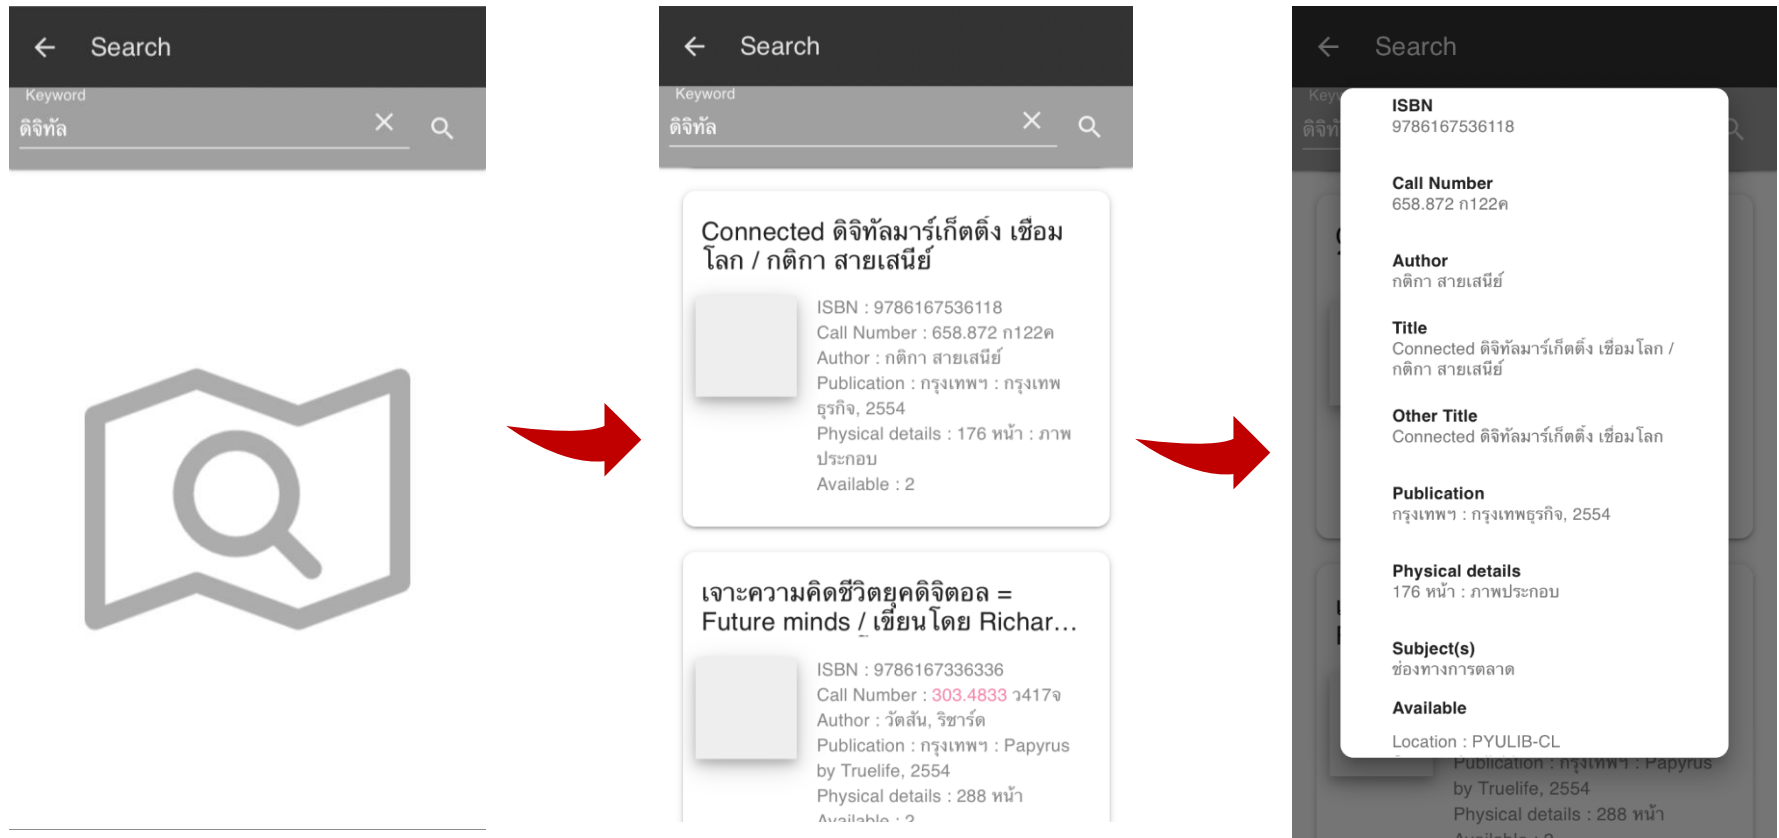 Search
Keyword
ดิจิทัล
Search
Keyword
ดิจิทัล
Connected ดิจิทัลมาร์เก็ตติ้ง เชื่อม
โลก / กติกา สายเสนีย์
ISBN : 9786167536118
Call Number : 658.872 ก122ค
Author : กติกา สายเสนีย์
Publication : กรุงเทพฯ : กรุงเทพ
ธุรกิจ, 2554
Physical details : 176 หน้า : ภาพ
ประกอบ
Available : 2
เจาะความคิดชีวิตยุคดิจิตอล =
Future minds / เขียนโดย Richar...
ISBN : 9786167336336
Call Number : 303.4833 ว417จ
Author : วัตสัน, ริชาร์ด
Publication : กรุงเทพฯ : Papyrus
by Truelife, 2554
Physical details : 288 หน้า
Available : 2
Search
Key
ดิจิทั
ISBN
9786167536118
Call Number
658.872 ก122ค
Author
กติกา สายเสนีย์
Title
Connected ดิจิทัลมาร์เก็ตติ้ง เชื่อมโลก /
กติกา สายเสนีย์
Other Title
Connected ดิจิทัลมาร์เก็ตติ้ง เชื่อมโลก
Publication
กรุงเทพฯ : กรุงเทพธุรกิจ, 2554
Physical details
176 หน้า : ภาพประกอบ
Subject(s)
ช่องทางการตลาด
Available
Location : PYULIB-CL
Publication : กรุงเทพฯ : Papyrus
by Truelife, 2554
Physical details : 288 หน้า